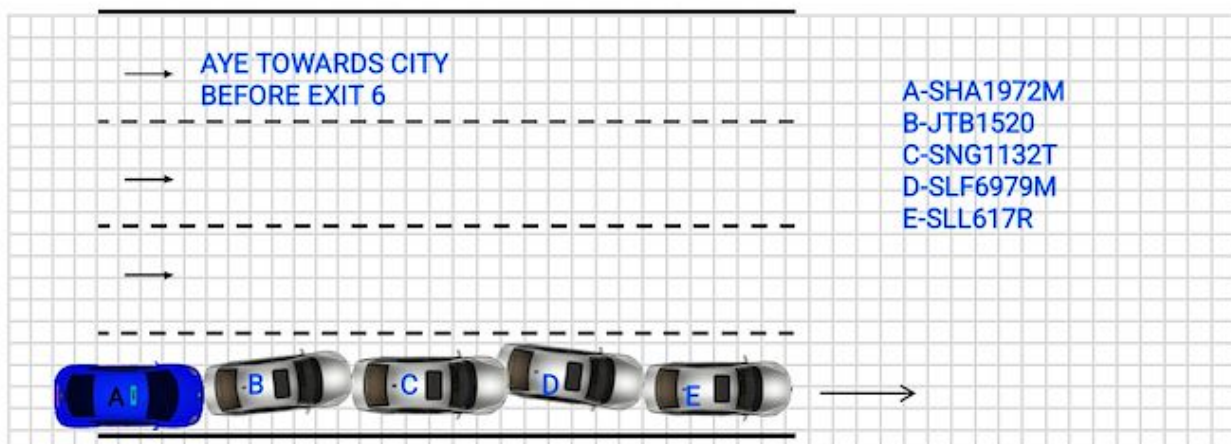 AYE TOWARDS CITY
BEFORE EXIT 6
A-SHA1972M
B-JTB1520
C-SNG1132T
D-SLF6979M
E-SLL617R
A
B
C
D
E